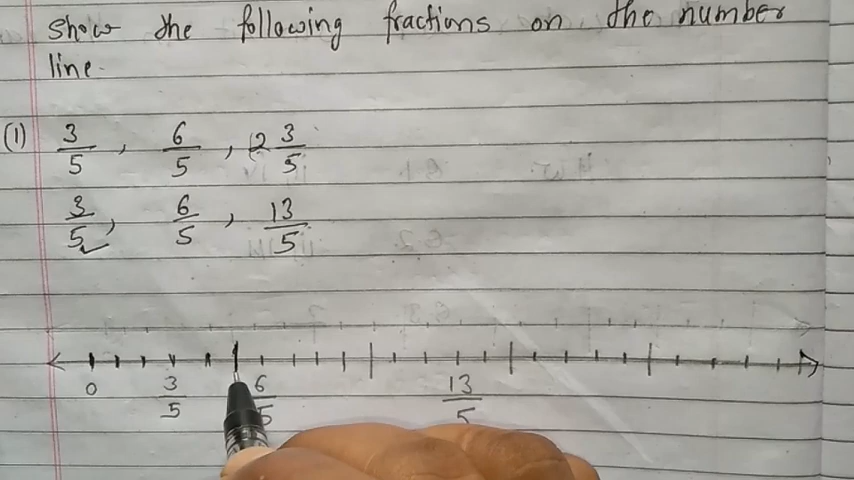 show the following fractions on the number
line.
(1) 3/5 , 6/5 , 2 3/5
3/5 , 6/5 , 13/5
0 3/5 6/5 13/5